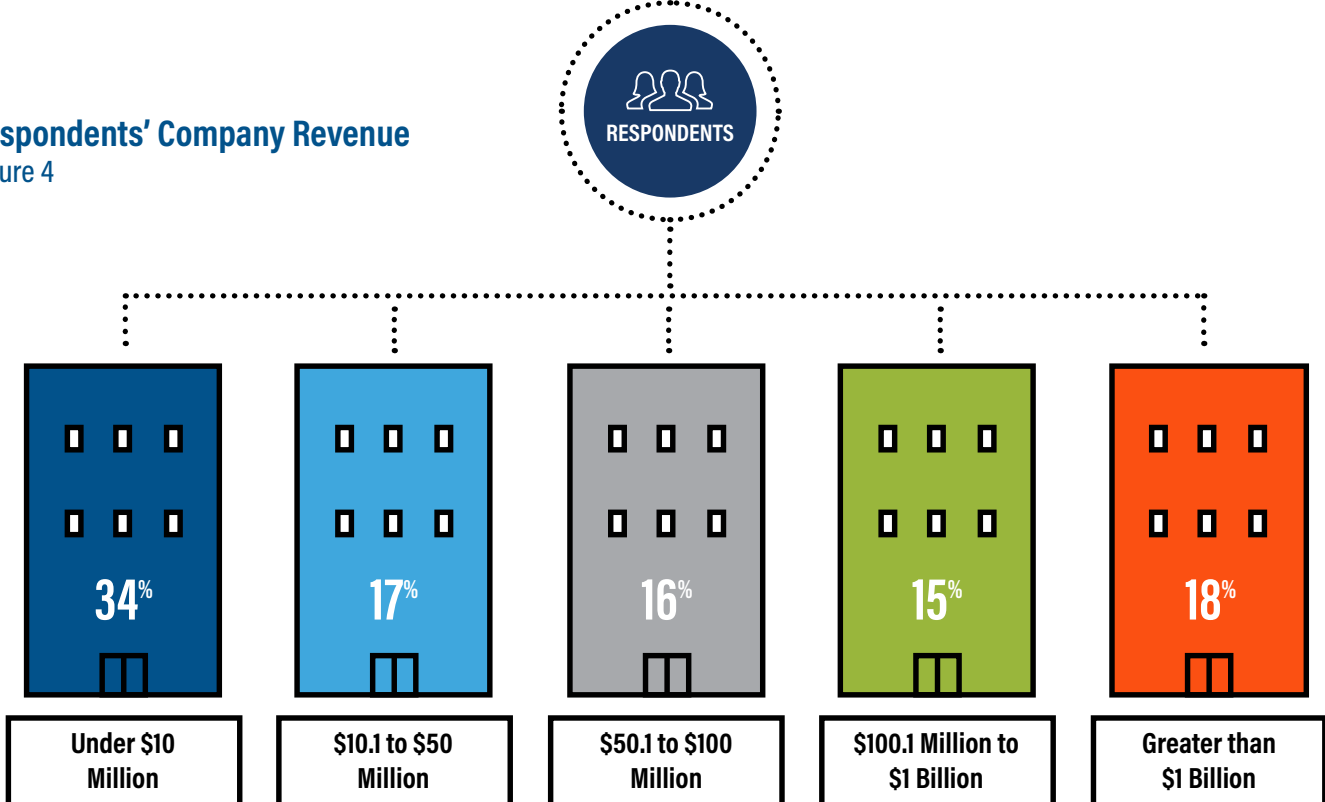 RESPONDENTS
spondents’ Company Revenue
ure 4
34%
17%
16%
15%
18%
Under $10
Million
$10.1 to $50
Million
$50.1 to $100
Million
$100.1 Million to
$1 Billion
Greater than
$1 Billion